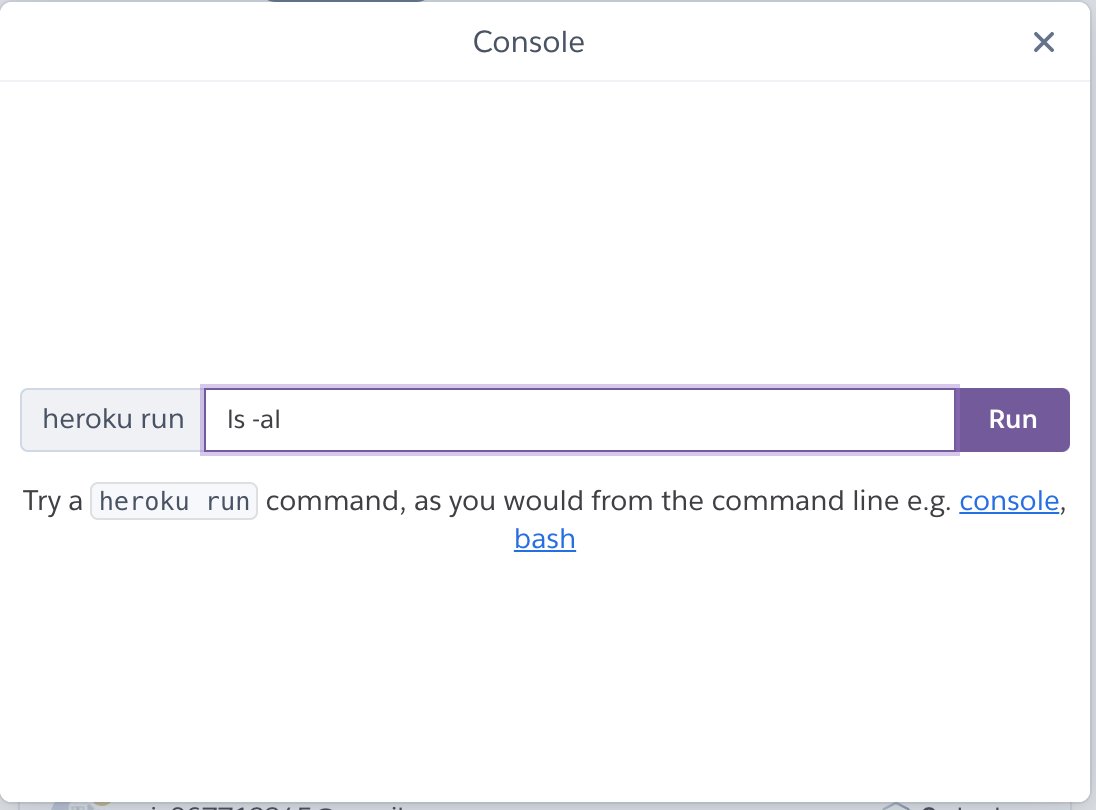 Console
heroku run ls -al Run
Try a heroku run command, as you would from the command line e.g. console,
bash